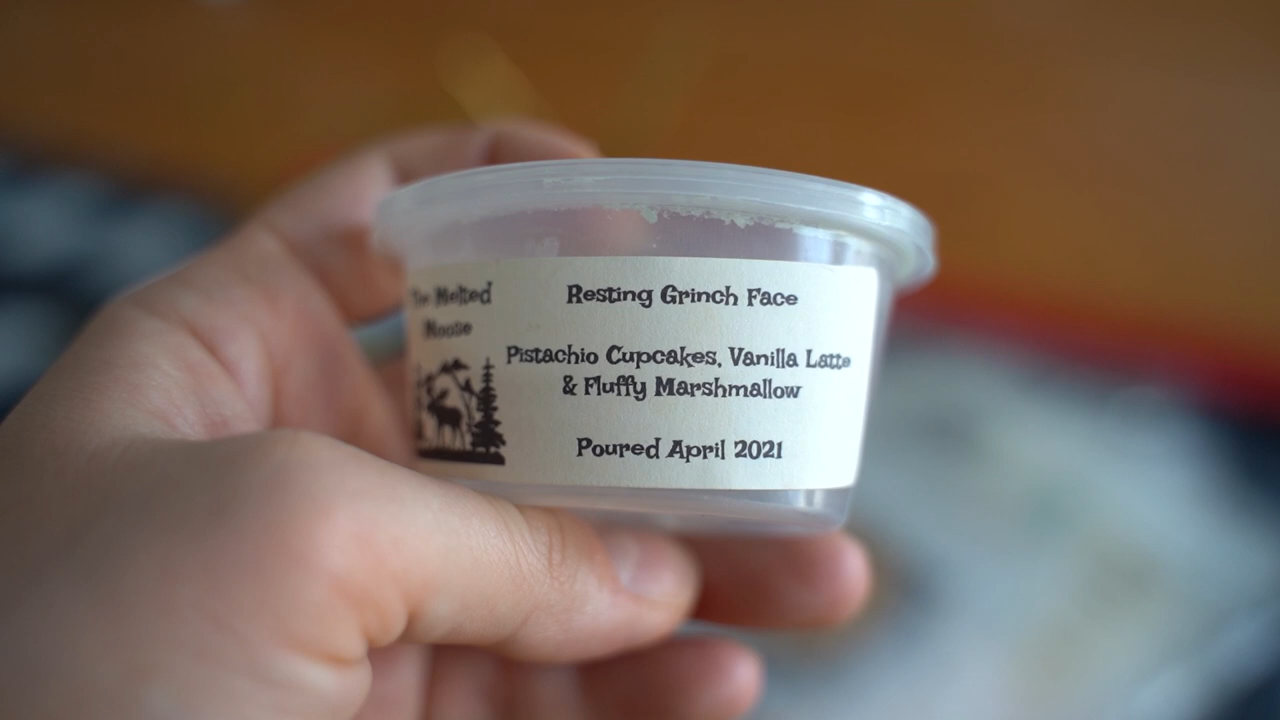 The Melted
Moose
Resting Grinch Face
Pistachio Cupcakes, Vanilla Latte
& Fluffy Marshmallow
Poured April 2021